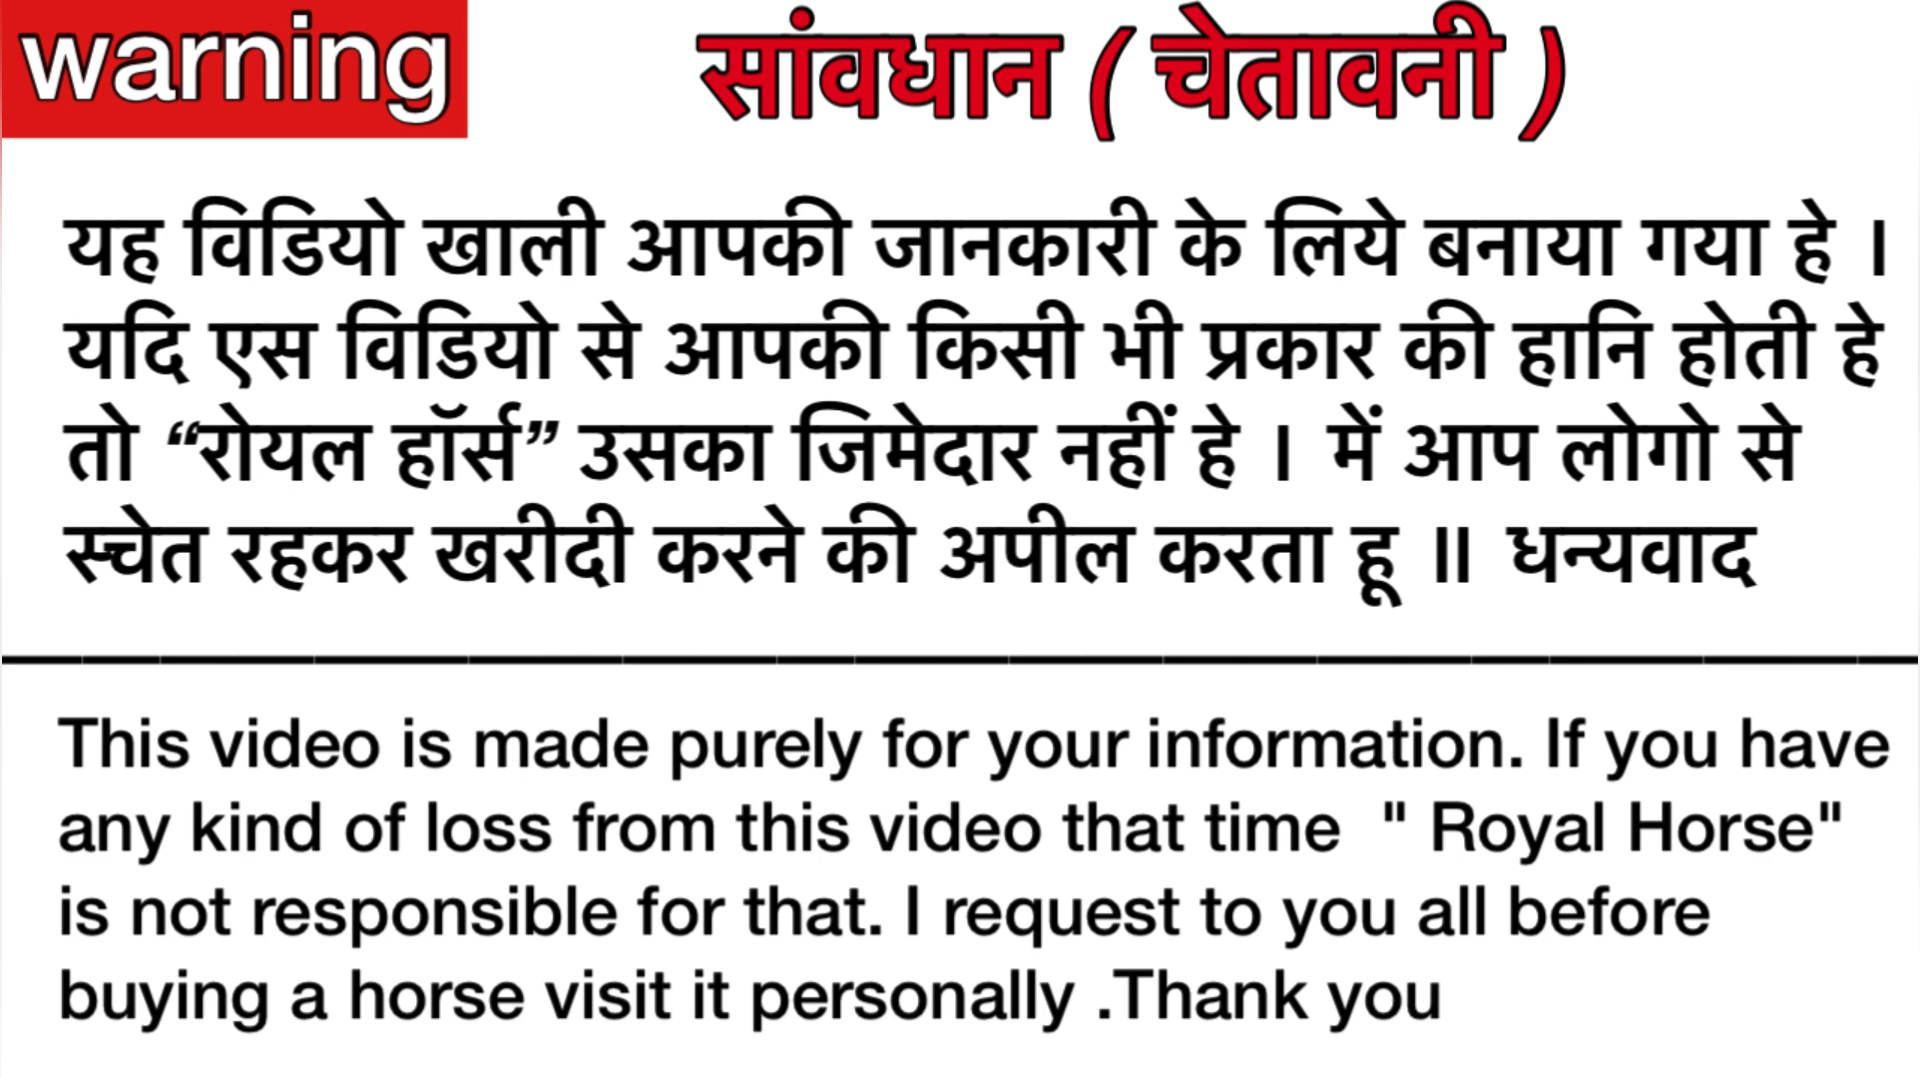 warning
सांवधान ( चेतावनी )
यह विडियो खाली आपकी जानकारी के लिये बनाया गया हे ।
यदि एस विडियो से आपकी किसी भी प्रकार की हानि होती हे
तो “रोयल हॉर्स” उसका जिमेदार नहीं हे । में आप लोगो से
स्चेत रहकर खरीदी करने की अपील करता हू ॥ धन्यवाद
This video is made purely for your information. If you have
any kind of loss from this video that time " Royal Horse"
is not responsible for that. I request to you all before
buying a horse visit it personally .Thank you